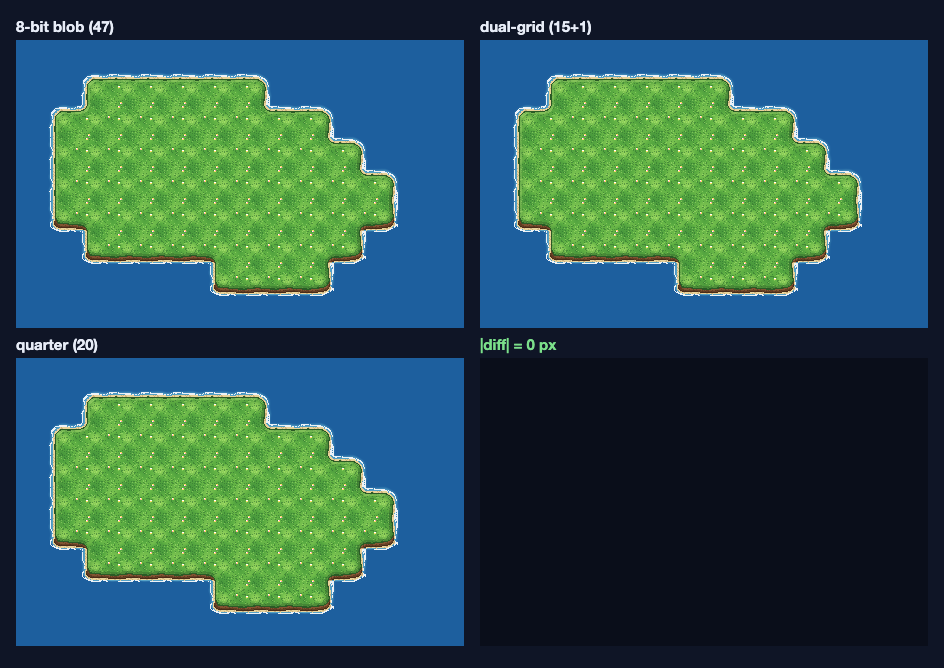 8-bit blob (47)
dual-grid (15+1)
quarter (20)
|diff| = 0 px